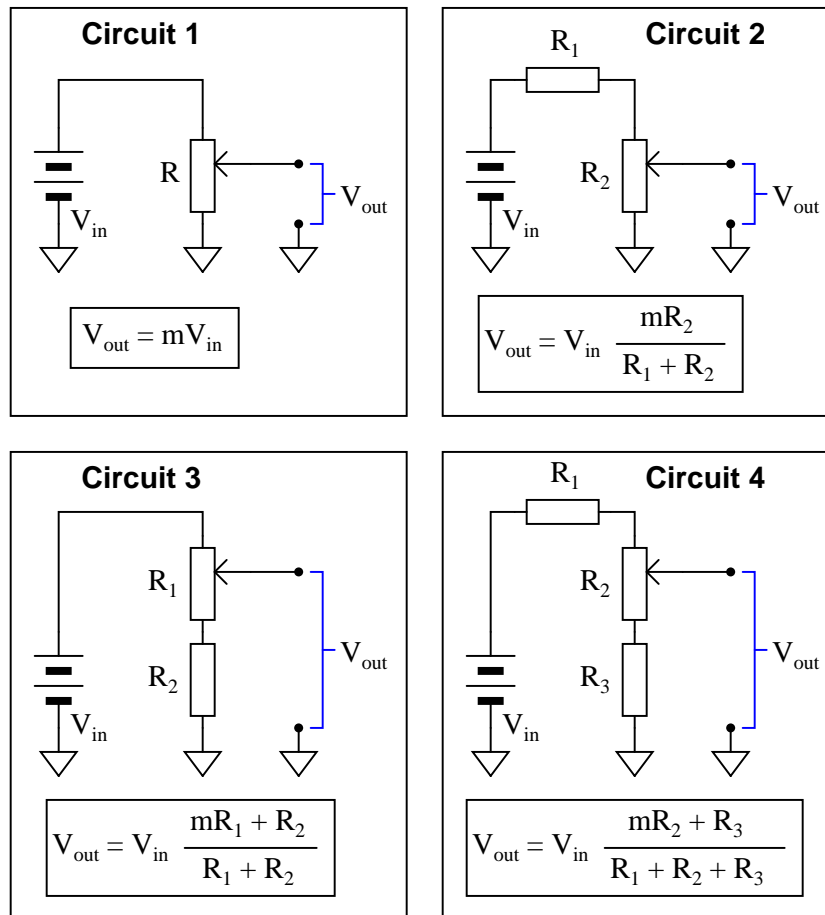 Circuit 1
R
V_in
V_out
V_out = mV_in
Circuit 2
R_1
R_2
V_in
V_out
V_out = V_in mR_2 / (R_1 + R_2)
Circuit 3
R_1
R_2
V_in
V_out
V_out = V_in (mR_1 + R_2) / (R_1 + R_2)
Circuit 4
R_1
R_2
R_3
V_in
V_out
V_out = V_in (mR_2 + R_3) / (R_1 + R_2 + R_3)